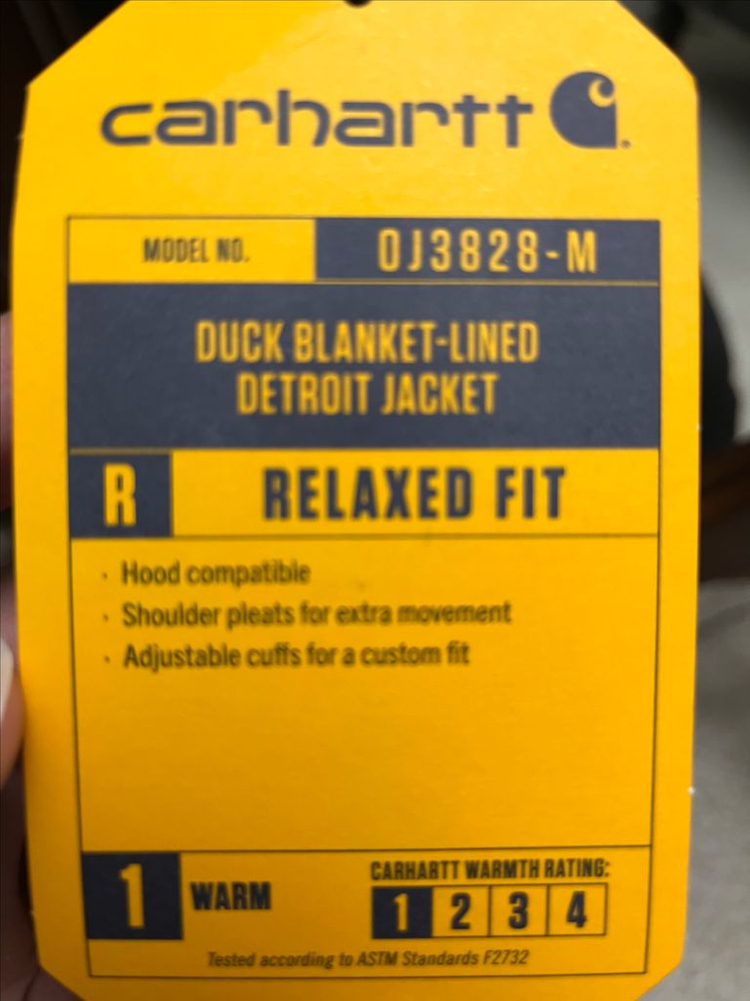 carhartt
MODEL NO. OJ3828-M
DUCK BLANKET-LINED
DETROIT JACKET
R RELAXED FIT
· Hood compatible
· Shoulder pleats for extra movement
· Adjustable cuffs for a custom fit
CARHARTT WARMTH RATING:
1 WARM 1 2 3 4
Tested according to ASTM Standards F2732